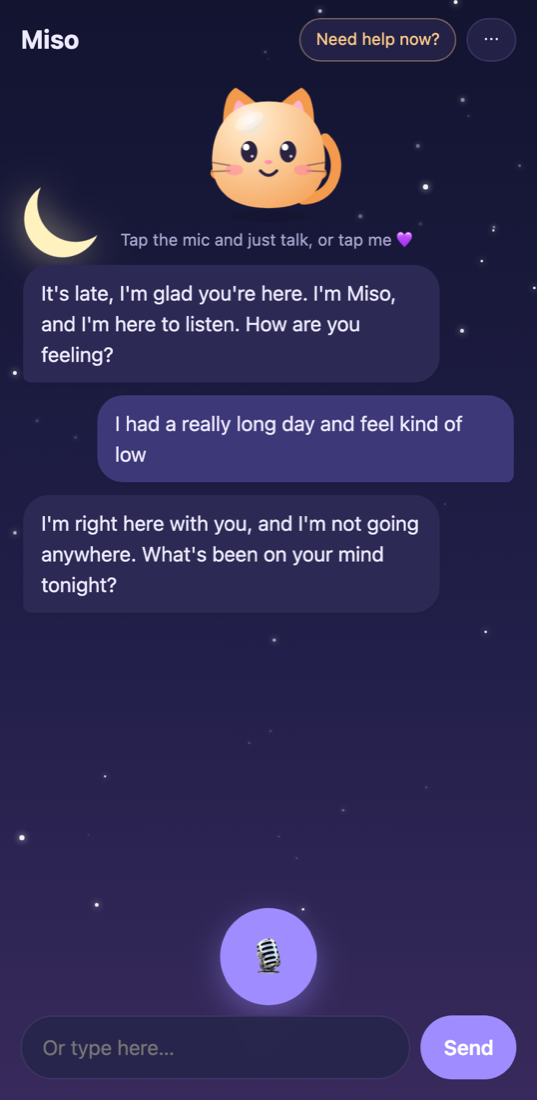 Miso
Need help now?
...
Tap the mic and just talk, or tap me 💜
It's late, I'm glad you're here. I'm Miso,
and I'm here to listen. How are you
feeling?
I had a really long day and feel kind of
low
I'm right here with you, and I'm not going
anywhere. What's been on your mind
tonight?
Or type here...
Send